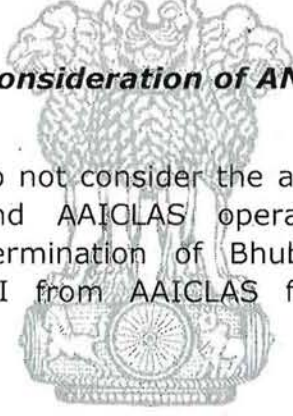 onsideration of AN
o not consider the a
nd AAICLAS opera
ermination of Bhub
I from AAICLAS f